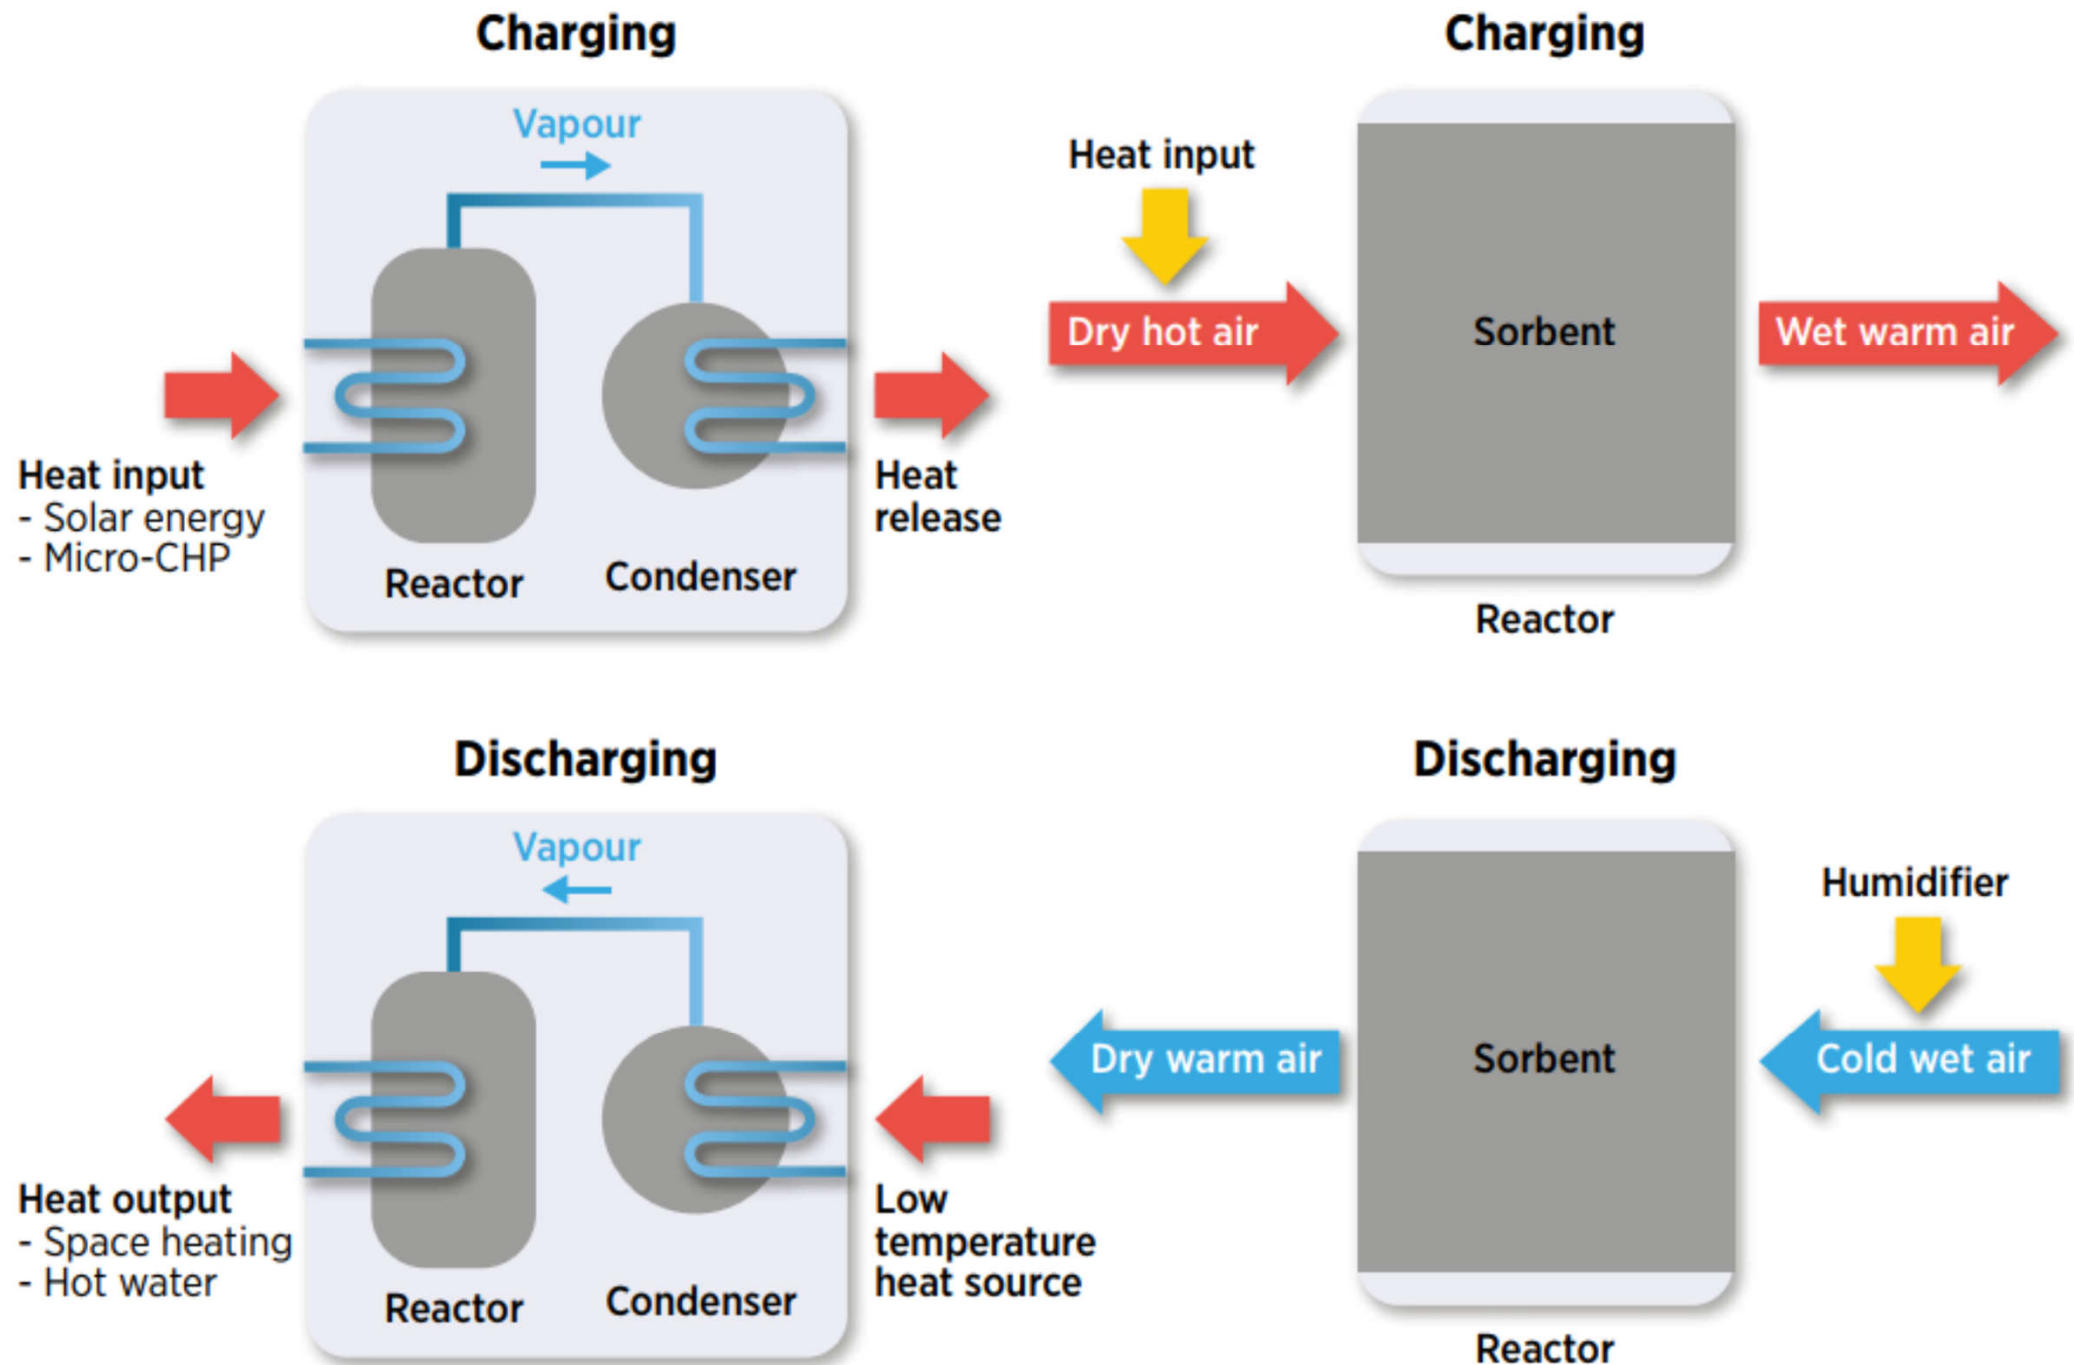 Charging
Vapour
Heat input
- Solar energy
- Micro-CHP
Reactor
Condenser
Heat
release
Charging
Heat input
Dry hot air
Sorbent
Wet warm air
Reactor
Discharging
Vapour
Heat output
- Space heating
- Hot water
Reactor
Condenser
Low
temperature
heat source
Discharging
Humidifier
Dry warm air
Sorbent
Cold wet air
Reactor